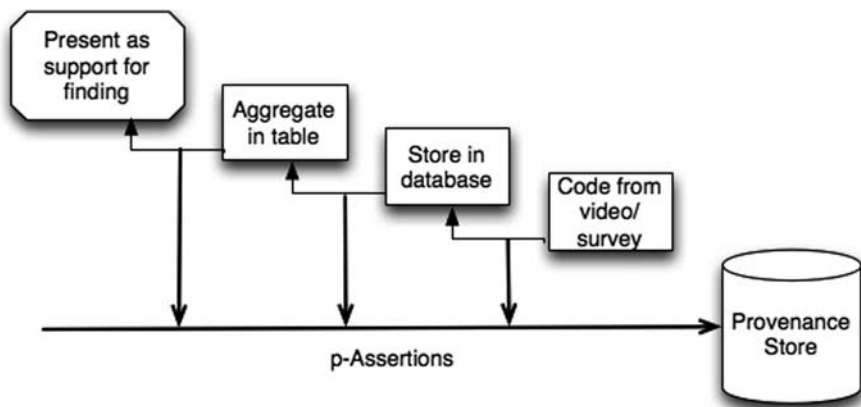 Present as
support for
finding
Aggregate
in table
Store in
database
Code from
video/
survey
Provenance
Store
p-Assertions